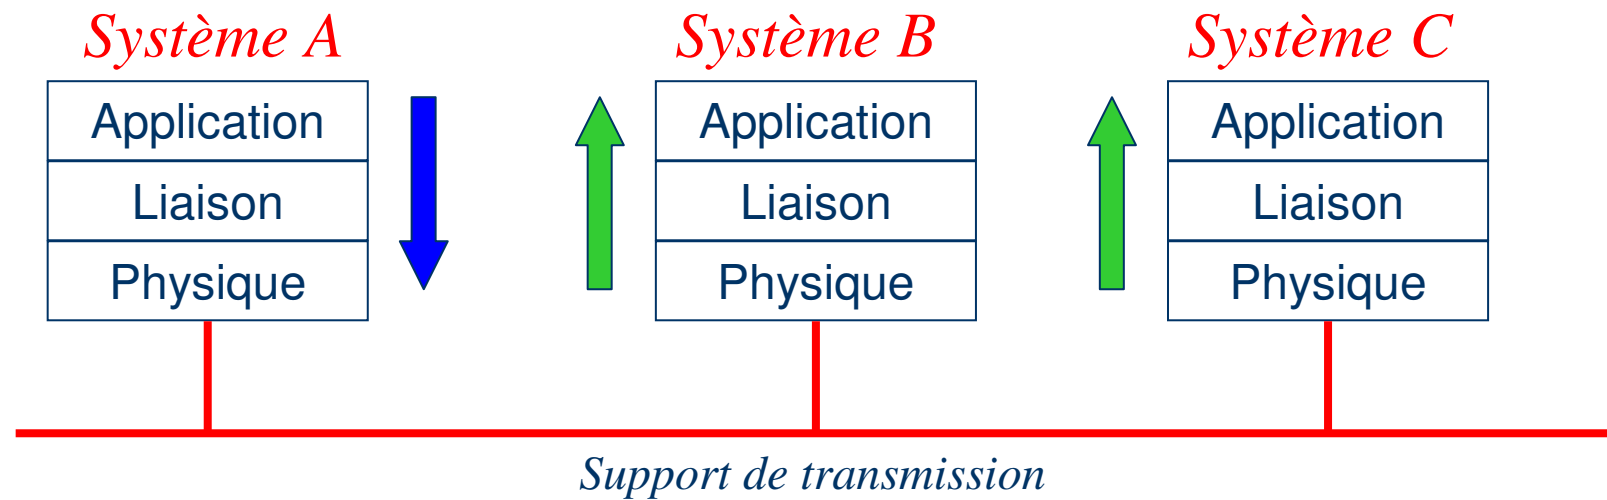 Système A
Système B
Système C
Application
Application
Application
Liaison
Liaison
Liaison
Physique
Physique
Physique
Support de transmission